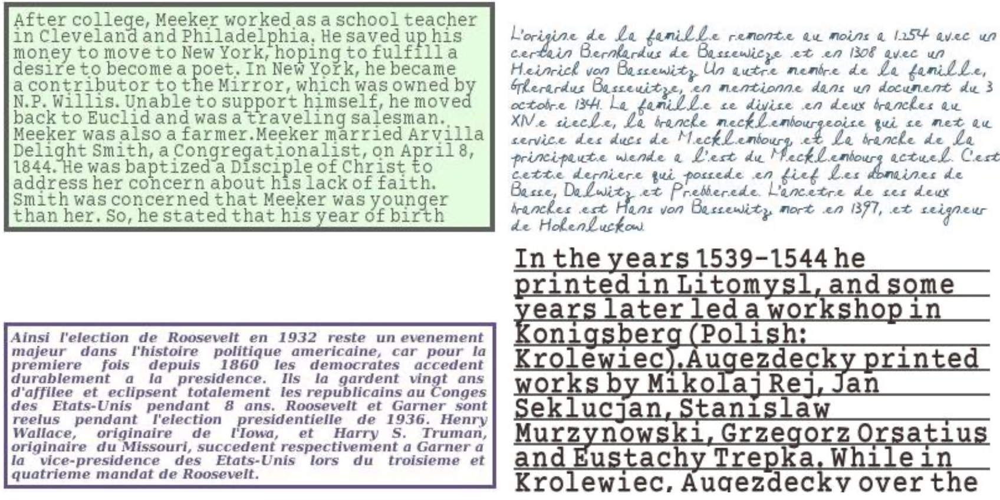 After college, Meeker worked as a school teacher
in Cleveland and Philadelphia. He saved up his
money to move to New York, hoping to fulfill a
desire to become a poet. In New York, he became
a contributor to the Mirror, which was owned by
N.P. Willis. Unable to support himself, he moved
back to Euclid and was a traveling salesman.
Meeker was also a farmer.Meeker married Arvilla
Delight Smith, a Congregationalist, on April 8,
1844. He was baptized a Disciple of Christ to
address her concern about his lack of faith.
Smith was concerned that Meeker was younger
than her. So, he stated that his year of birth
L'origine de la famille remonte au moins a 1254 avec un
certain Bernhardus de Bassewicze et en 1308 avec un
Heinrich von Bassewitz. Un autre membre de la famille,
Gherardus Basseuitze, en mentionne dans un document du 3
octobre 1341. La famille se divise en deux branches au
XIVe siecle, la branche mecklembourgeoise qui se met au
service des ducs de Mecklembourg, et la branche de la
principaute wende a l'est du Mecklembourg actuel. C'est
cette derniere qui possede en fief les domaines de
Basse, Dalwitz et Prebberede. L'ancetre de ses deux
branches est Hans von Bassewitz, mort en 1397, et seigneur
de Hohenluckow.
Ainsi l'election de Roosevelt en 1932 reste un evenement
majeur dans l'histoire politique americaine, car pour la
premiere fois depuis 1860 les democrates accedent
durablement a la presidence. Ils la gardent vingt ans
d'affilee et eclipsent totalement les republicains au Conges
des Etats-Unis pendant 8 ans. Roosevelt et Garner sont
reelus pendant l'election presidentielle de 1936. Henry
Wallace, originaire de l'Iowa, et Harry S. Truman,
originaire du Missouri, succedent respectivement a Garner a
la vice-presidence des Etats-Unis lors du troisieme et
quatrieme mandat de Roosevelt.
In the years 1539-1544 he
printed in Litomysl, and some
years later led a workshop in
Konigsberg (Polish:
Krolewiec).Augezdecky printed
works by Mikolaj Rej, Jan
Seklucjan, Stanislaw
Murzynowski, Grzegorz Orsatius
and Eustachy Trepka. While in
Krolewiec, Augezdecky over the